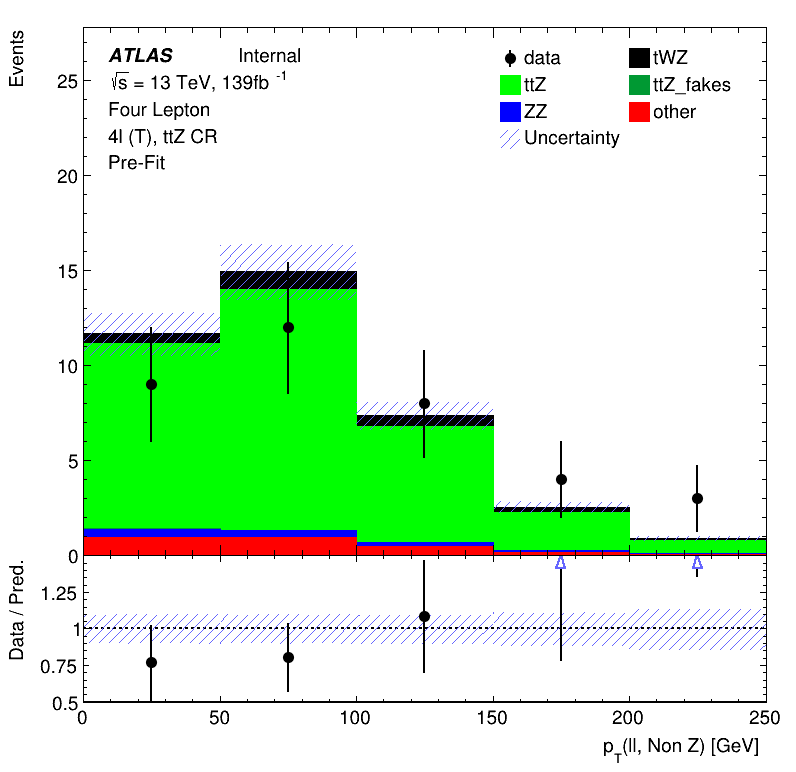 Events
ATLAS Internal
√s = 13 TeV, 139fb -1
Four Lepton
4l (T), ttZ CR
Pre-Fit
data tWZ
ttZ ttZ_fakes
ZZ other
Uncertainty
25
20
15
10
5
0
Data / Pred.
1.25
1
0.75
0.5
0 50 100 150 200 250
pT(ll, Non Z) [GeV]